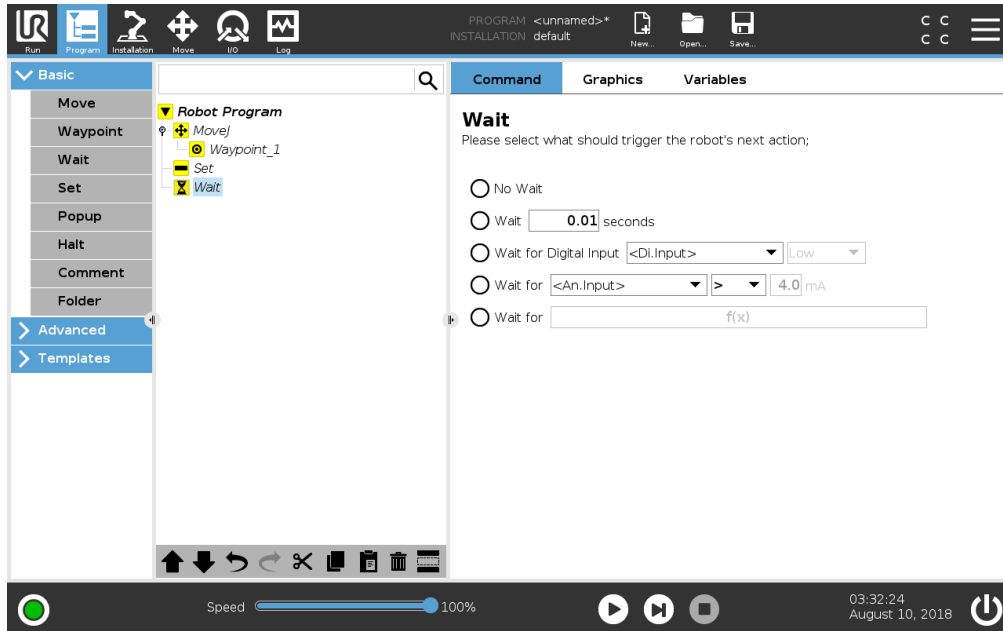 PROGRAM <unnamed>*
INSTALLATION default
Run Program Installation Move I/O Log New... Open... Save...
C C
C C
Basic
Move
Waypoint
Wait
Set
Popup
Halt
Comment
Folder
Advanced
Templates
Robot Program
MoveJ
Waypoint_1
Set
Wait
Command Graphics Variables
Wait
Please select what should trigger the robot's next action;
No Wait
Wait 0.01 seconds
Wait for Digital Input <Di.Input> Low
Wait for <An.Input> > 4.0 mA
Wait for f(x)
Speed 100%
03:32:24
August 10, 2018